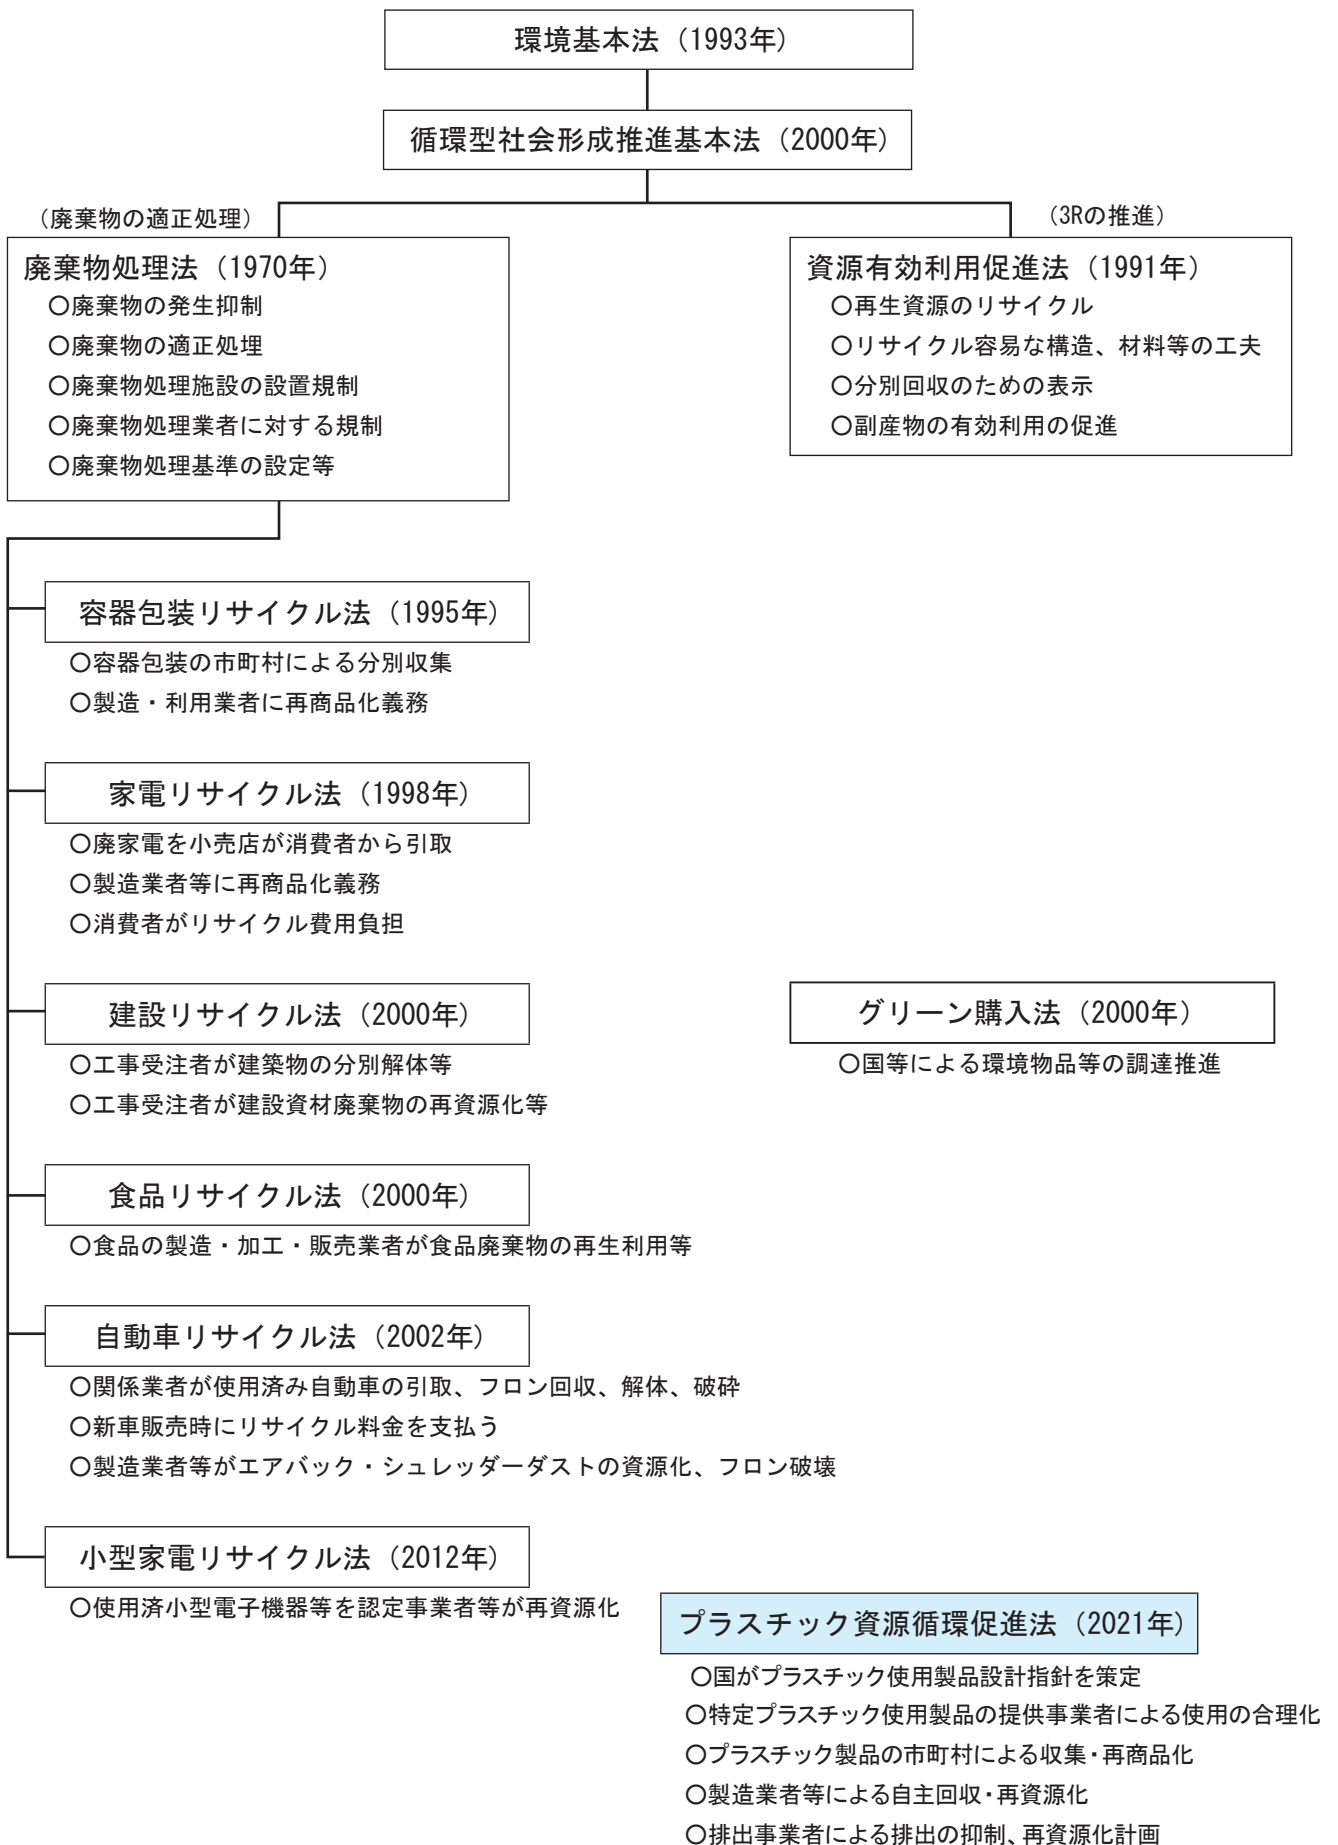 環境基本法（1993年）
循環型社会形成推進基本法（2000年）
（廃棄物の適正処理）
廃棄物処理法（1970年）
〇廃棄物の発生抑制
〇廃棄物の適正処理
〇廃棄物処理施設の設置規制
〇廃棄物処理業者に対する規制
〇廃棄物処理基準の設定等
（3Rの推進）
資源有効利用促進法（1991年）
〇再生資源のリサイクル
〇リサイクル容易な構造、材料等の工夫
〇分別回収のための表示
〇副産物の有効利用の促進
容器包装リサイクル法（1995年）
〇容器包装の市町村による分別収集
〇製造・利用業者に再商品化義務
家電リサイクル法（1998年）
〇廃家電を小売店が消費者から引取
〇製造業者等に再商品化義務
〇消費者がリサイクル費用負担
建設リサイクル法（2000年）
〇工事受注者が建築物の分別解体等
〇工事受注者が建設資材廃棄物の再資源化等
グリーン購入法（2000年）
〇国等による環境物品等の調達推進
食品リサイクル法（2000年）
〇食品の製造・加工・販売業者が食品廃棄物の再生利用等
自動車リサイクル法（2002年）
〇関係業者が使用済み自動車の引取、フロン回収、解体、破砕
〇新車販売時にリサイクル料金を支払う
〇製造業者等がエアバック・シュレッダーダストの資源化、フロン破壊
小型家電リサイクル法（2012年）
〇使用済小型電子機器等を認定事業者等が再資源化
プラスチック資源循環促進法（2021年）
〇国がプラスチック使用製品設計指針を策定
〇特定プラスチック使用製品の提供事業者による使用の合理化
〇プラスチック製品の市町村による収集・再商品化
〇製造業者等による自主回収・再資源化
〇排出事業者による排出の抑制、再資源化計画